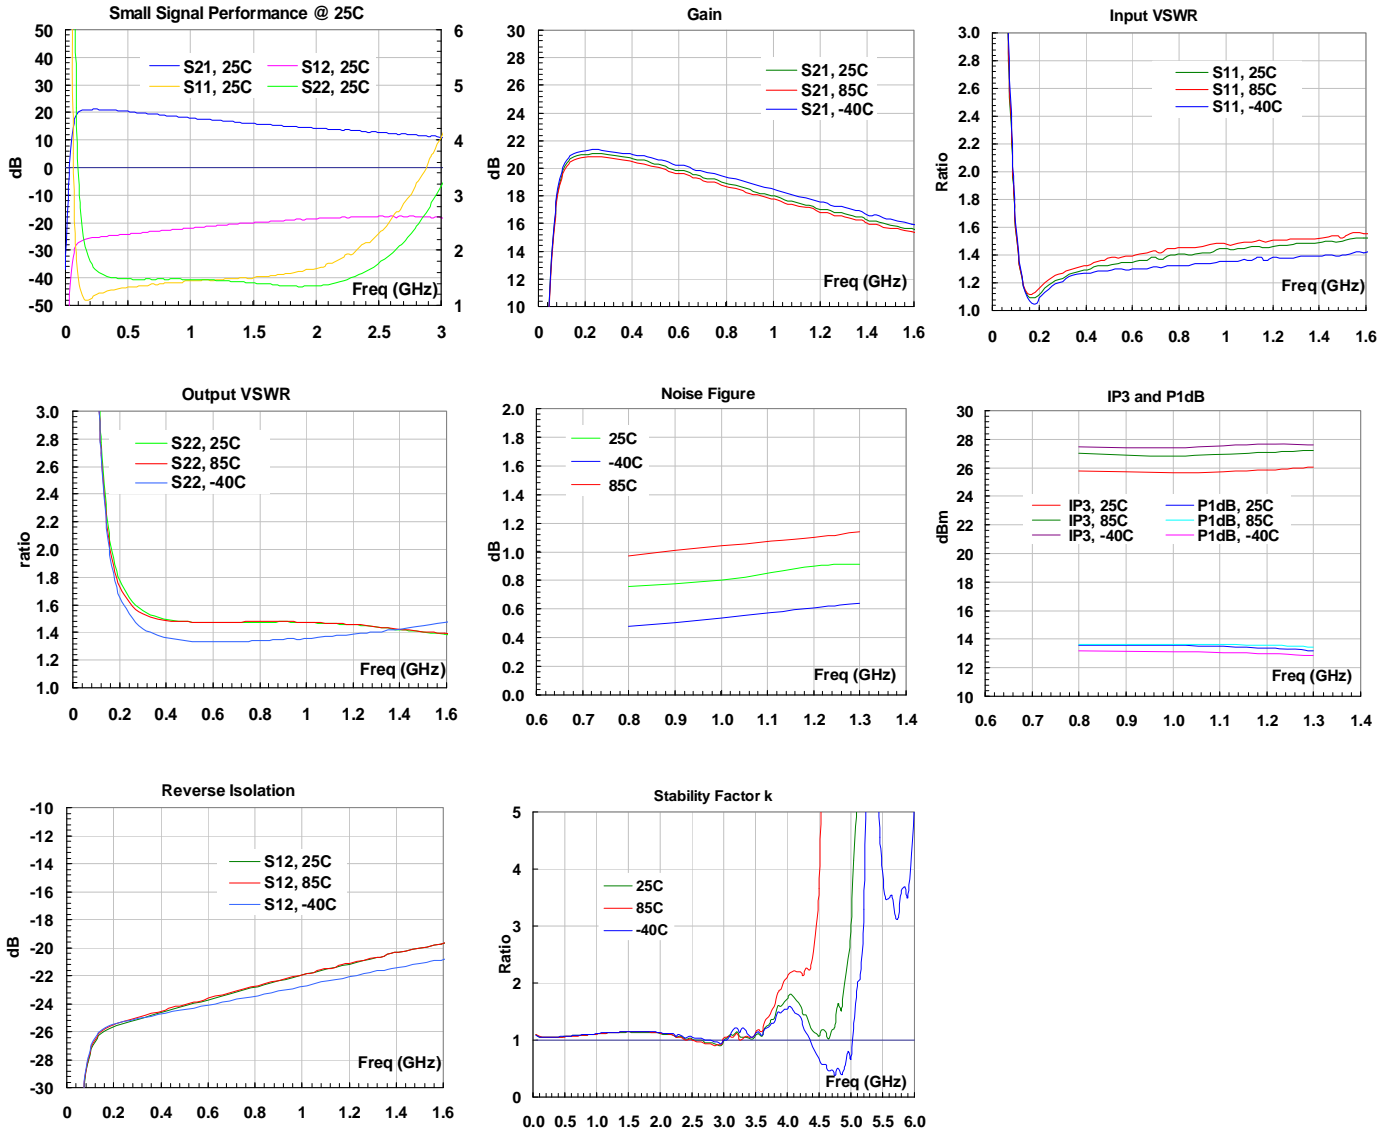 Small Signal Performance @ 25C
50
40
30
20
10
0
-10
-20
-30
-40
-50
dB
6
5
4
3
2
1
S21, 25C
S12, 25C
S11, 25C
S22, 25C
Freq (GHz)
0 0.5 1 1.5 2 2.5 3
Gain
30
28
26
24
22
20
18
16
14
12
10
dB
S21, 25C
S21, 85C
S21, -40C
Freq (GHz)
0 0.2 0.4 0.6 0.8 1.0 1.2 1.4 1.6
Input VSWR
3.0
2.8
2.6
2.4
2.2
2.0
1.8
1.6
1.4
1.2
1.0
Ratio
S11, 25C
S11, 85C
S11, -40C
Freq (GHz)
0 0.2 0.4 0.6 0.8 1.0 1.2 1.4 1.6
Output VSWR
3.0
2.8
2.6
2.4
2.2
2.0
1.8
1.6
1.4
1.2
1.0
ratio
S22, 25C
S22, 85C
S22, -40C
Freq (GHz)
0 0.2 0.4 0.6 0.8 1 1.2 1.4 1.6
Noise Figure
2.0
1.8
1.6
1.4
1.2
1.0
0.8
0.6
0.4
0.2
0.0
dB
25C
-40C
85C
Freq (GHz)
0.6 0.7 0.8 0.9 1.0 1.1 1.2 1.3 1.4
IP3 and P1dB
30
28
26
24
22
20
18
16
14
12
10
dBm
IP3, 25C
P1dB, 25C
IP3, 85C
P1dB, 85C
IP3, -40C
P1dB, -40C
Freq (GHz)
0.6 0.7 0.8 0.9 1.0 1.1 1.2 1.3 1.4
Reverse Isolation
-10
-12
-14
-16
-18
-20
-22
-24
-26
-28
-30
dB
S12, 25C
S12, 85C
S12, -40C
Freq (GHz)
0 0.2 0.4 0.6 0.8 1 1.2 1.4 1.6
Stability Factor k
5
4
3
2
1
0
Ratio
25C
85C
-40C
Freq (GHz)
0.0 0.5 1.0 1.5 2.0 2.5 3.0 3.5 4.0 4.5 5.0 5.5 6.0